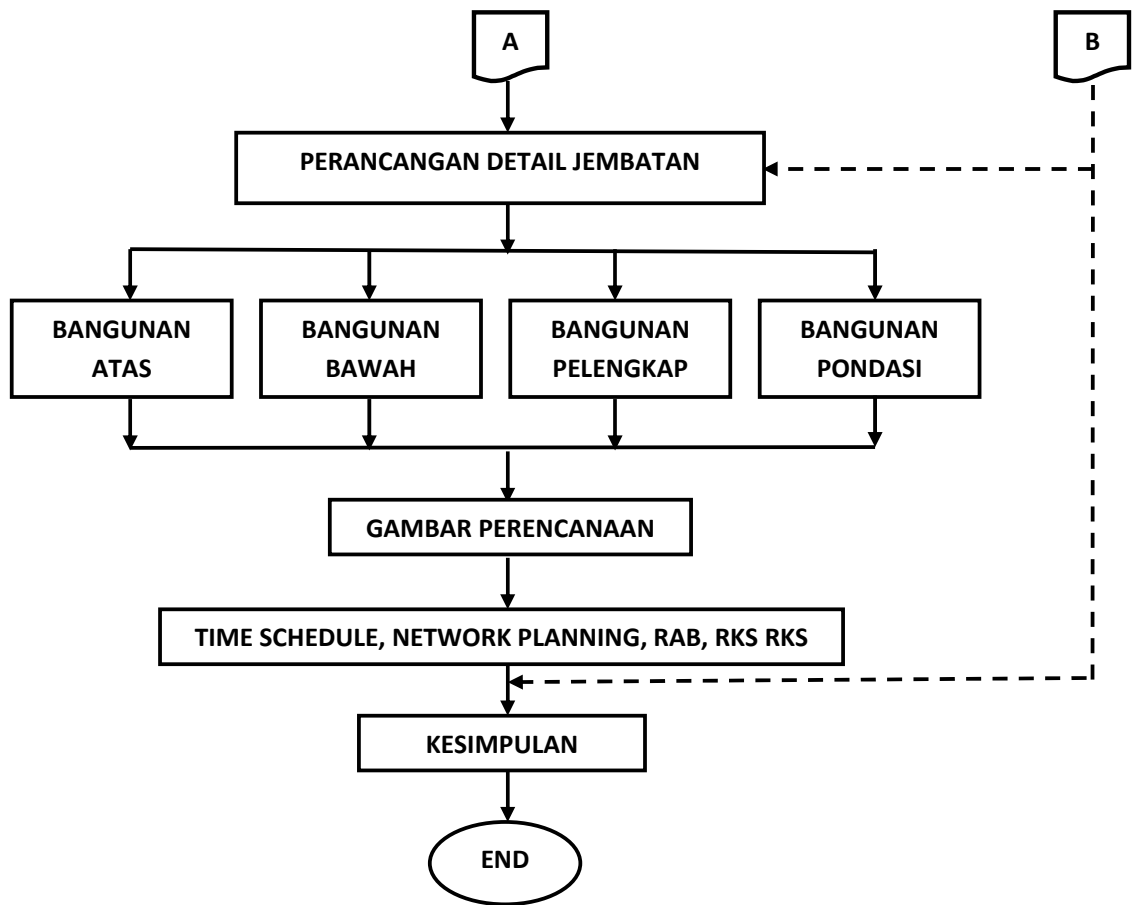 A
B
PERANCANGAN DETAIL JEMBATAN
BANGUNAN
ATAS
BANGUNAN
BAWAH
BANGUNAN
PELENGKAP
BANGUNAN
PONDASI
GAMBAR PERENCANAAN
TIME SCHEDULE, NETWORK PLANNING, RAB, RKS RKS
KESIMPULAN
END